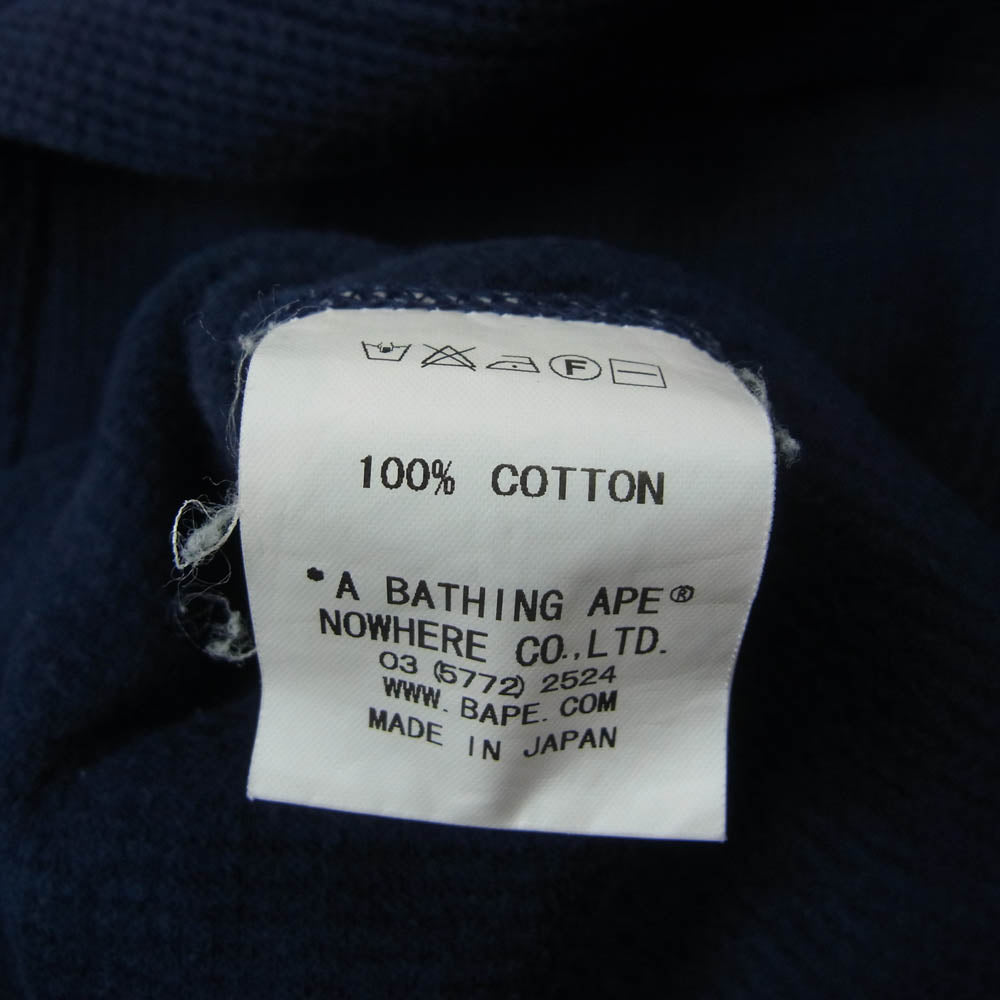 F
100% COTTON
*A BATHING APE®
NOWHERE CO.,LTD.
03 (5772) 2524
WWW.BAPE.COM
MADE IN JAPAN